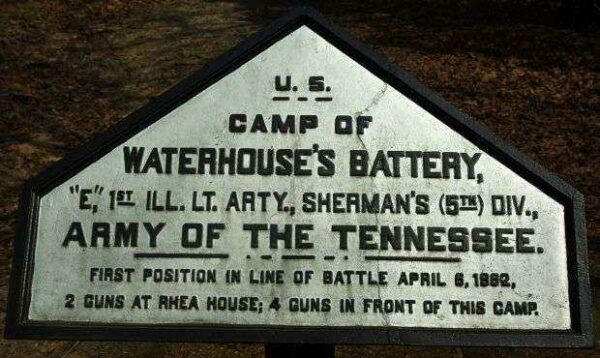 U. S.
CAMP OF
WATERHOUSE'S BATTERY,
"E," 1ST ILL. LT. ARTY., SHERMAN'S (5TH) DIV.,
ARMY OF THE TENNESSEE.
FIRST POSITION IN LINE OF BATTLE APRIL 6, 1862,
2 GUNS AT RHEA HOUSE; 4 GUNS IN FRONT OF THIS CAMP.